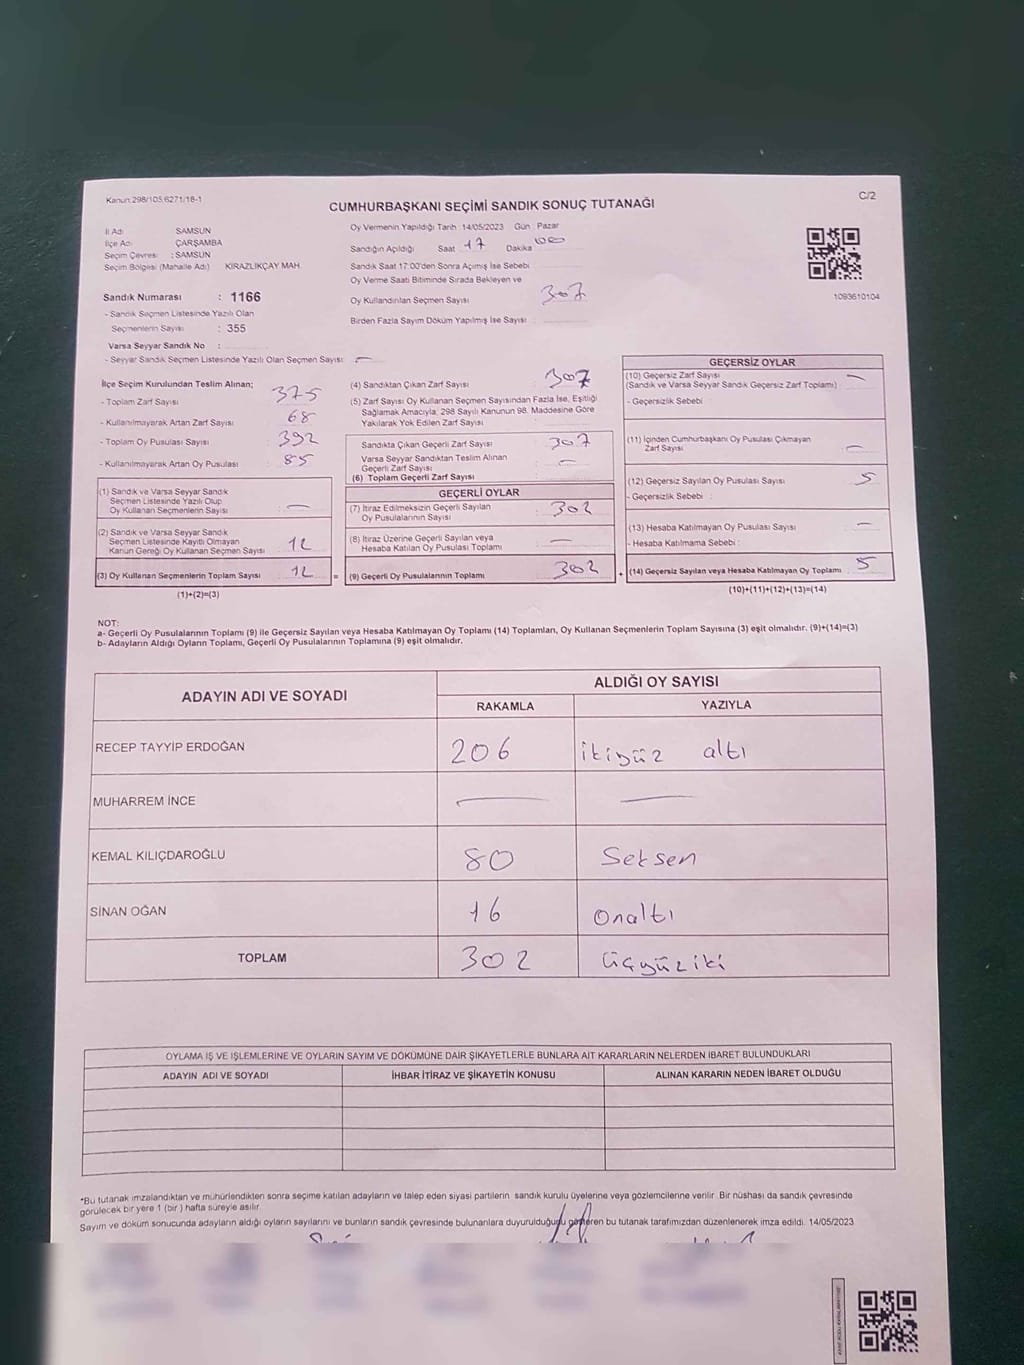 Kanun:298/105,6271/18-1
C/2
CUMHURBAŞKANI SEÇİMİ SANDIK SONUÇ TUTANAĞI
İl Adı SAMSUN
İlçe Adı ÇARŞAMBA
Seçim Çevresi : SAMSUN
Seçim Bölgesi (Mahalle Adı) KİRAZLIKÇAY MAH.
Sandık Numarası : 1166
- Sandık Seçmen Listesinde Yazılı Olan
Seçmenlerin Sayısı : 355
Varsa Seyyar Sandık No :
- Seyyar Sandık Seçmen Listesinde Yazılı Olan Seçmen Sayısı: —
Oy Vermenin Yapıldığı Tarih 14/05/2023 Gün : Pazar
Sandığın Açıldığı Saat 17 Dakika 00
Sandık Saat 17:00'den Sonra Açımış İse Sebebi
Oy Verme Saati Bitiminde Sırada Bekleyen ve
Oy Kullandırılan Seçmen Sayısı 307
Birden Fazla Sayım Döküm Yapılmış İse Sayısı
1093610104
İlçe Seçim Kurulundan Teslim Alınan;
- Toplam Zarf Sayısı 375
- Kullanılmayarak Artan Zarf Sayısı 68
- Toplam Oy Pusulası Sayısı 392
- Kullanılmayarak Artan Oy Pusulası 85
(1) Sandık ve Varsa Seyyar Sandık
Seçmen Listesinde Yazılı Olup
Oy Kullanan Seçmenlerin Sayısı : —
(2) Sandık ve Varsa Seyyar Sandık
Seçmen Listesinde Kayıtlı Olmayan
Kanun Gereği Oy Kullanan Seçmen Sayısı 12
(3) Oy Kullanan Seçmenlerin Toplam Sayısı 12
(1)+(2)=(3)
=
(4) Sandıktan Çıkan Zarf Sayısı 307
(5) Zarf Sayısı Oy Kullanan Seçmen Sayısından Fazla İse, Eşitliği
Sağlamak Amacıyla; 298 Sayılı Kanunun 98. Maddesine Göre
Yakılarak Yok Edilen Zarf Sayısı :
Sandıkta Çıkan Geçerli Zarf Sayısı 307
Varsa Seyyar Sandıktan Teslim Alınan
Geçerli Zarf Sayısı : —
(6) Toplam Geçerli Zarf Sayısı
GEÇERLİ OYLAR
(7) İtiraz Edilmeksizin Geçerli Sayılan
Oy Pusulalarının Sayısı : 302
(8) İtiraz Üzerine Geçerli Sayılan veya
Hesaba Katılan Oy Pusulası Toplamı —
(9) Geçerli Oy Pusulalarının Toplamı 302
+
GEÇERSİZ OYLAR
(10) Geçersiz Zarf Sayısı —
(Sandık ve Varsa Seyyar Sandık Geçersiz Zarf Toplamı)
- Geçersizlik Sebebi
(11) İçinden Cumhurbaşkanı Oy Pusulası Çıkmayan
Zarf Sayısı —
(12) Geçersiz Sayılan Oy Pusulası Sayısı 5
- Geçersizlik Sebebi :
(13) Hesaba Katılmayan Oy Pusulası Sayısı —
- Hesaba Katılmama Sebebi :
(14) Geçersiz Sayılan veya Hesaba Katılmayan Oy Toplamı 5
(10)+(11)+(12)+(13)=(14)
NOT:
a- Geçerli Oy Pusulalarının Toplamı (9) ile Geçersiz Sayılan veya Hesaba Katılmayan Oy Toplamı (14) Toplamları, Oy Kullanan Seçmenlerin Toplam Sayısına (3) eşit olmalıdır. (9)+(14)=(3)
b- Adayların Aldığı Oyların Toplamı, Geçerli Oy Pusulalarının Toplamına (9) eşit olmalıdır.
ADAYIN ADI VE SOYADI ALDIĞI OY SAYISI
RAKAMLA YAZIYLA
RECEP TAYYİP ERDOĞAN 206 ikiyüz altı
MUHARREM İNCE — —
KEMAL KILIÇDAROĞLU 80 Seksen
SİNAN OĞAN 16 Onaltı
TOPLAM 302 üçyüziki
OYLAMA İŞ VE İŞLEMLERİNE VE OYLARIN SAYIM VE DÖKÜMÜNE DAİR ŞİKAYETLERLE BUNLARA AİT KARARLARIN NELERDEN İBARET BULUNDUKLARI
ADAYIN ADI VE SOYADI İHBAR İTİRAZ VE ŞİKAYETİN KONUSU ALINAN KARARIN NEDEN İBARET OLDUĞU
*Bu tutanak imzalandıktan ve mühürlendikten sonra seçime katılan adayların ve talep eden siyasi partilerin sandık kurulu üyelerine veya gözlemcilerine verilir. Bir nüshası da sandık çevresinde
görülecek bir yere 1 (bir) hafta süreyle asılır.
Sayım ve döküm sonucunda adayların aldığı oyların sayılarını ve bunların sandık çevresinde bulunanlara duyurulduğunu gösteren bu tutanak tarafımızdan düzenlenerek imza edildi. 14/05/2023